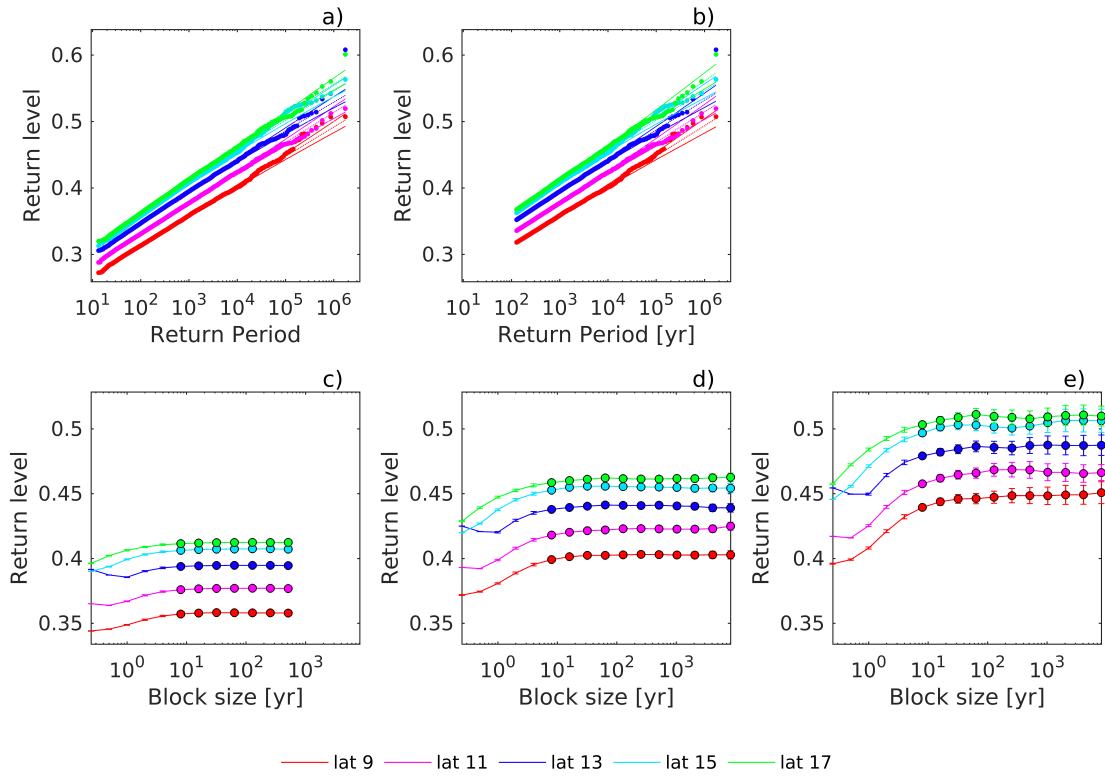 a)
b)
0.6
0.5
0.4
0.3
Return level
10^1 10^2 10^3 10^4 10^5 10^6
Return Period
0.6
0.5
0.4
0.3
Return level
10^1 10^2 10^3 10^4 10^5 10^6
Return Period [yr]
c)
d)
e)
0.5
0.45
0.4
0.35
Return level
10^0 10^1 10^2 10^3
Block size [yr]
0.5
0.45
0.4
0.35
Return level
10^0 10^1 10^2 10^3
Block size [yr]
0.5
0.45
0.4
0.35
Return level
10^0 10^1 10^2 10^3
Block size [yr]
lat 9 lat 11 lat 13 lat 15 lat 17